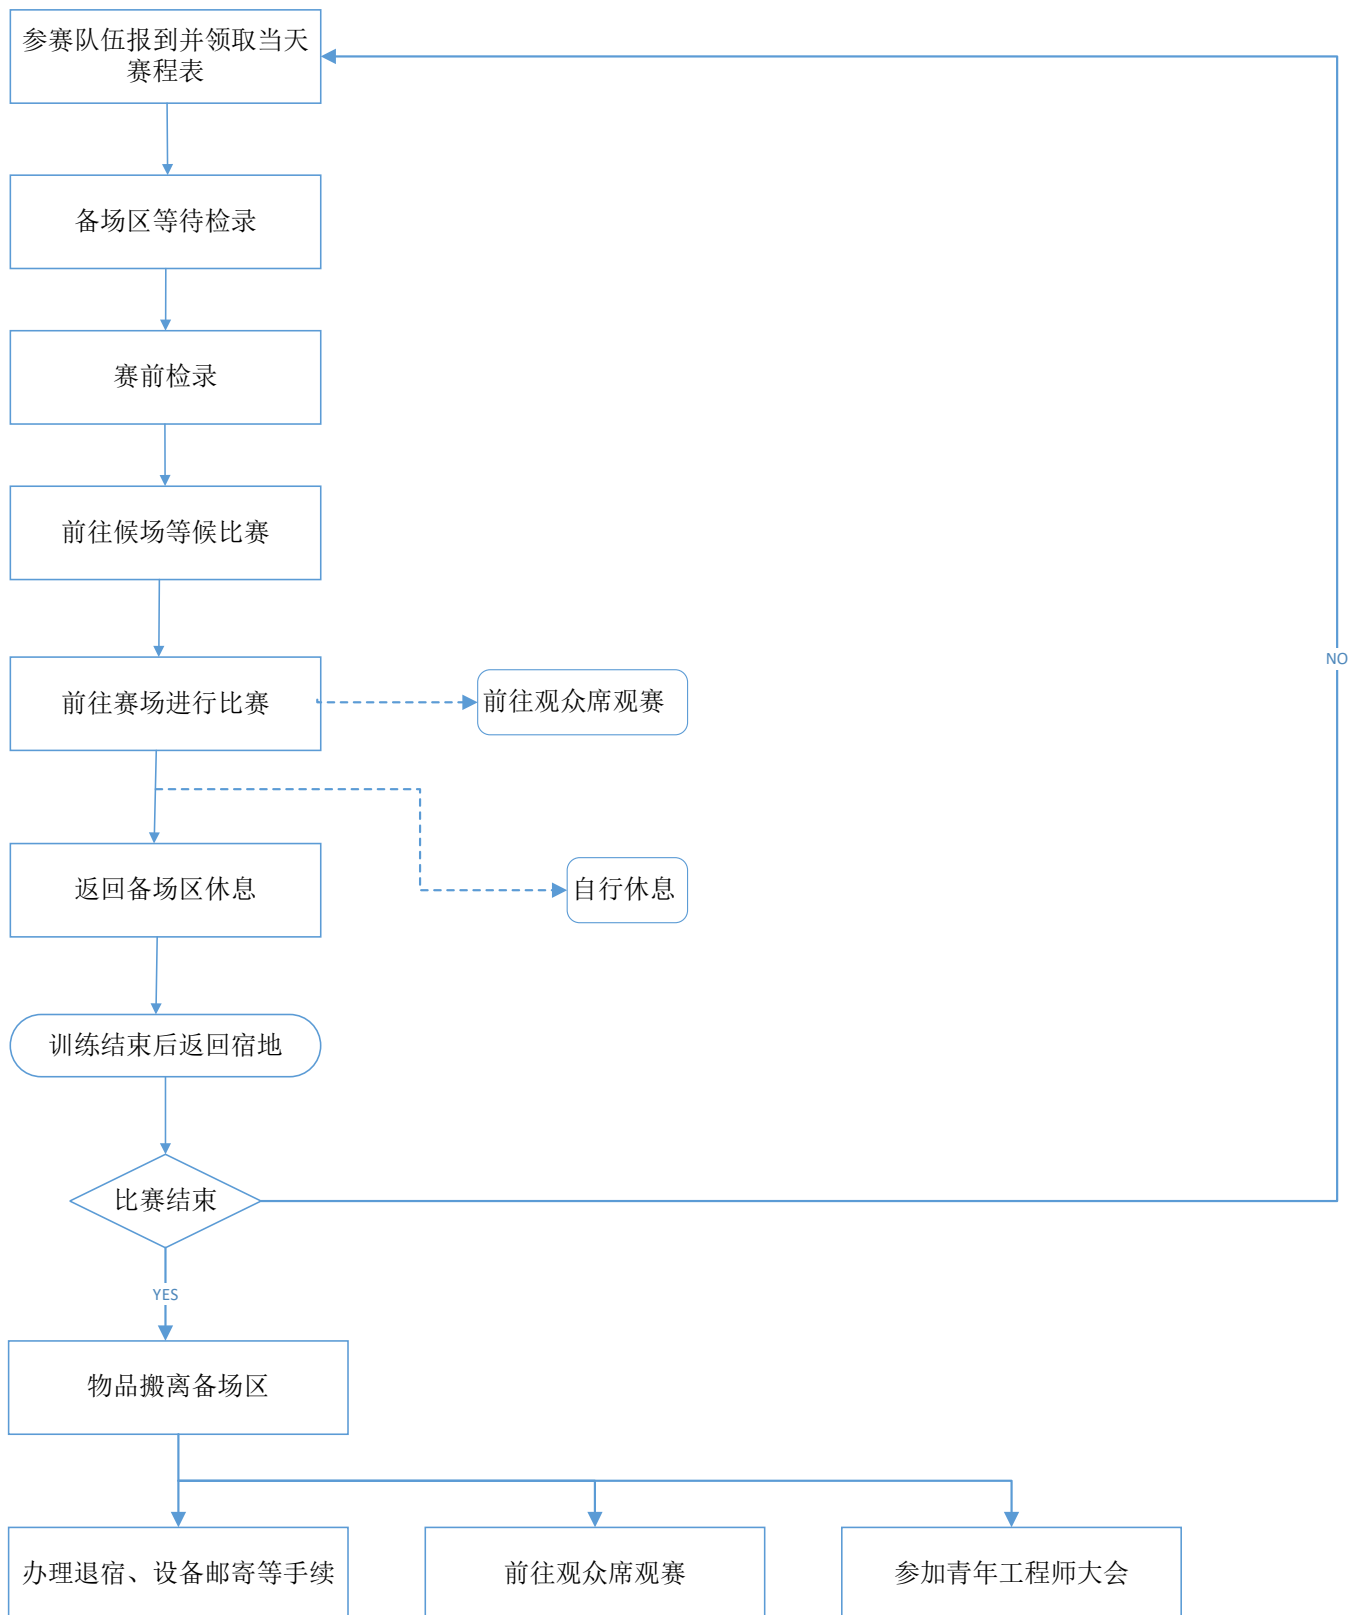 参赛队伍报到并领取当天
赛程表
备场区等待检录
赛前检录
前往候场等候比赛
NO
前往赛场进行比赛
前往观众席观赛
返回备场区休息
自行休息
训练结束后返回宿地
比赛结束
YES
物品搬离备场区
办理退宿、设备邮寄等手续
前往观众席观赛
参加青年工程师大会